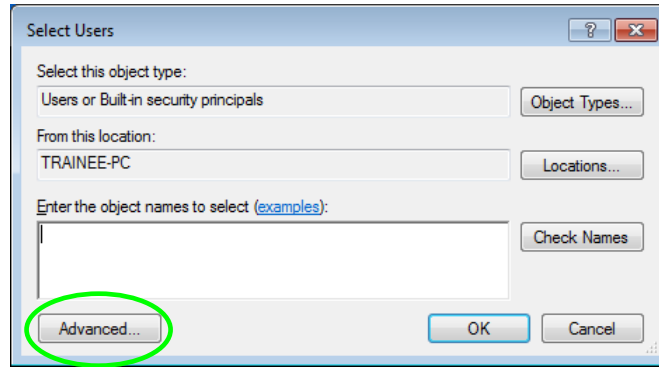 Select Users
Select this object type:
Users or Built-in security principals
Object Types...
From this location:
TRAINEE-PC
Locations...
Enter the object names to select (examples):
Check Names
Advanced...
OK
Cancel